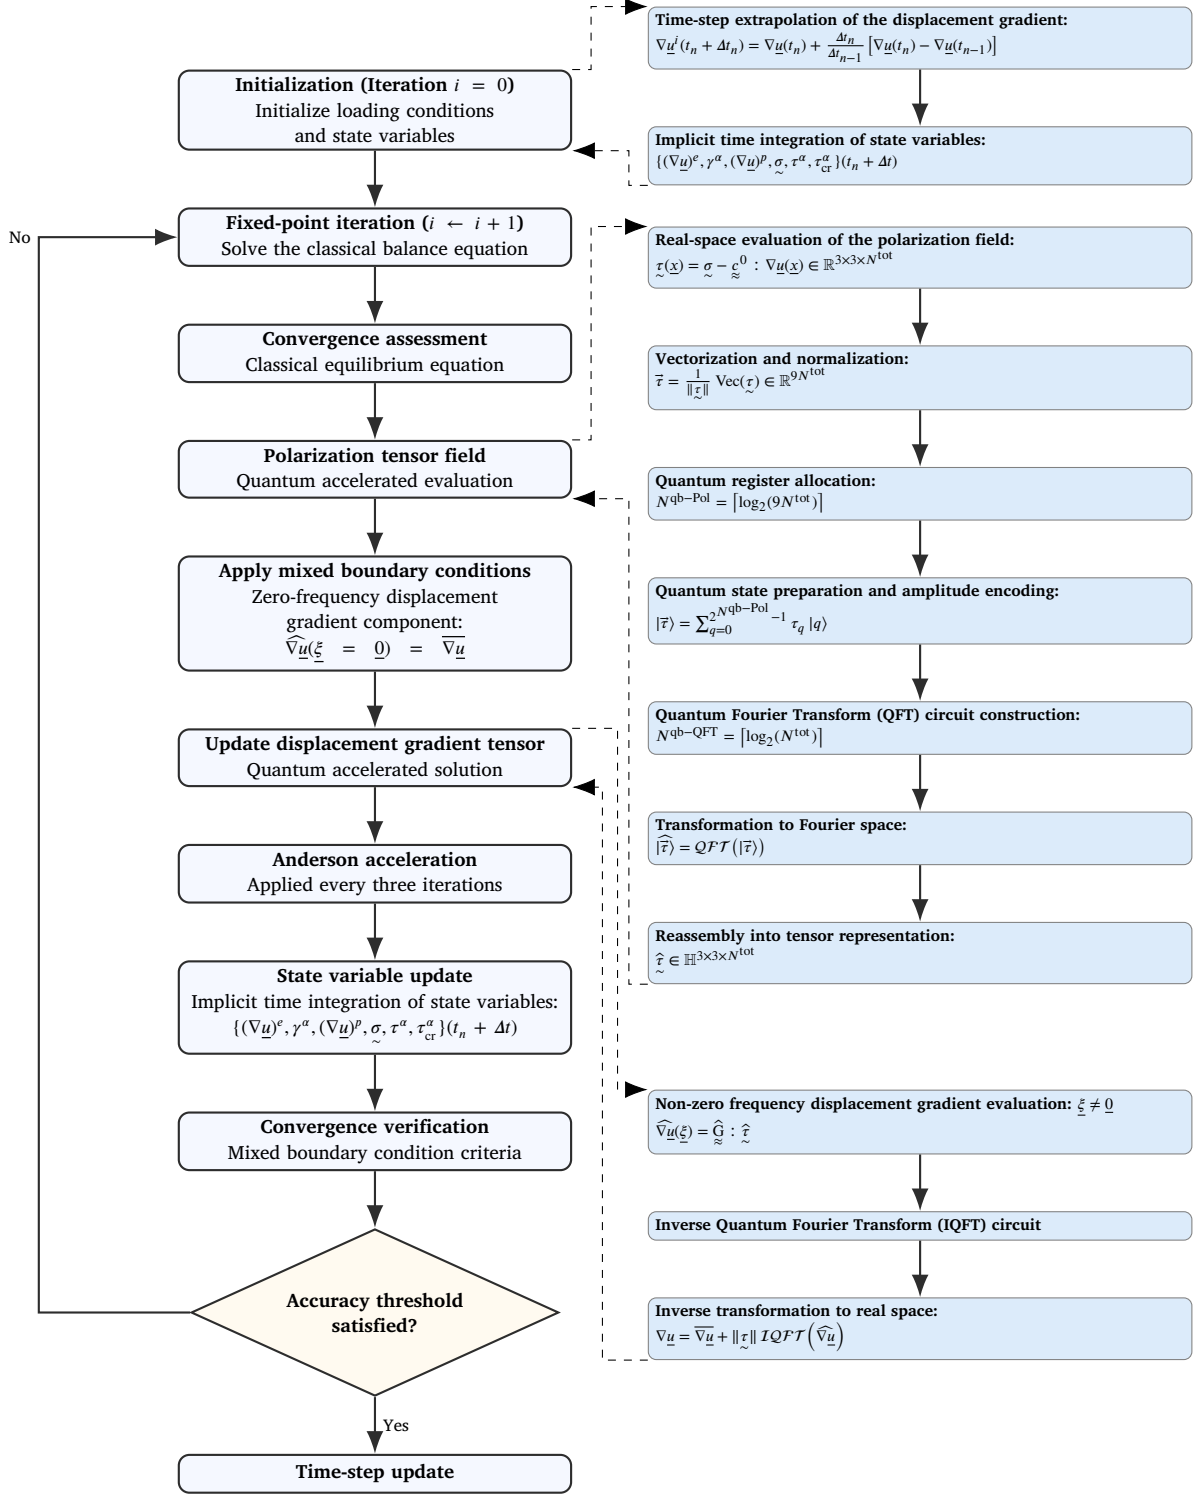 Initialization (Iteration i = 0)
Initialize loading conditions
and state variables
No
Fixed-point iteration (i ← i + 1)
Solve the classical balance equation
Convergence assessment
Classical equilibrium equation
Polarization tensor field
Quantum accelerated evaluation
Apply mixed boundary conditions
Zero-frequency displacement
gradient component:
∇̂u̲(ξ̲ = 0̲) = ∇̅u̲̅
Update displacement gradient tensor
Quantum accelerated solution
Anderson acceleration
Applied every three iterations
State variable update
Implicit time integration of state variables:
{(∇u̲)ᵉ, γ^α, (∇u̲)ᵖ, σ̰, τ^α, τ_cr^α}(t_n + Δt)
Convergence verification
Mixed boundary condition criteria
Accuracy threshold
satisfied?
Yes
Time-step update
Time-step extrapolation of the displacement gradient:
∇u̲^i(t_n + Δt_n) = ∇u̲(t_n) + Δt_n/Δt_{n−1} [∇u̲(t_n) − ∇u̲(t_{n−1})]
Implicit time integration of state variables:
{(∇u̲)ᵉ, γ^α, (∇u̲)ᵖ, σ̰, τ^α, τ_cr^α}(t_n + Δt)
Real-space evaluation of the polarization field:
τ̰(x̲) = σ̰ − c̰̰^0 : ∇u̲(x̲) ∈ ℝ^{3×3×N^tot}
Vectorization and normalization:
τ⃗ = 1/‖τ̰‖ Vec(τ̰) ∈ ℝ^{9N^tot}
Quantum register allocation:
N^{qb−Pol} = ⌈log₂(9N^tot)⌉
Quantum state preparation and amplitude encoding:
|τ⃗⟩ = ∑_{q=0}^{2^{N^{qb−Pol}}−1} τ_q |q⟩
Quantum Fourier Transform (QFT) circuit construction:
N^{qb−QFT} = ⌈log₂(N^tot)⌉
Transformation to Fourier space:
|τ⃗̂⟩ = 𝒬ℱ𝒯(|τ⃗⟩)
Reassembly into tensor representation:
τ̰̂ ∈ ℍ^{3×3×N^tot}
Non-zero frequency displacement gradient evaluation: ξ̲ ≠ 0̲
∇̂u̲(ξ̲) = Ĝ̰̰ : τ̰̂
Inverse Quantum Fourier Transform (IQFT) circuit
Inverse transformation to real space:
∇u̲ = ∇̅u̲̅ + ‖τ̰‖ ℐ𝒬ℱ𝒯(∇̂u̲)